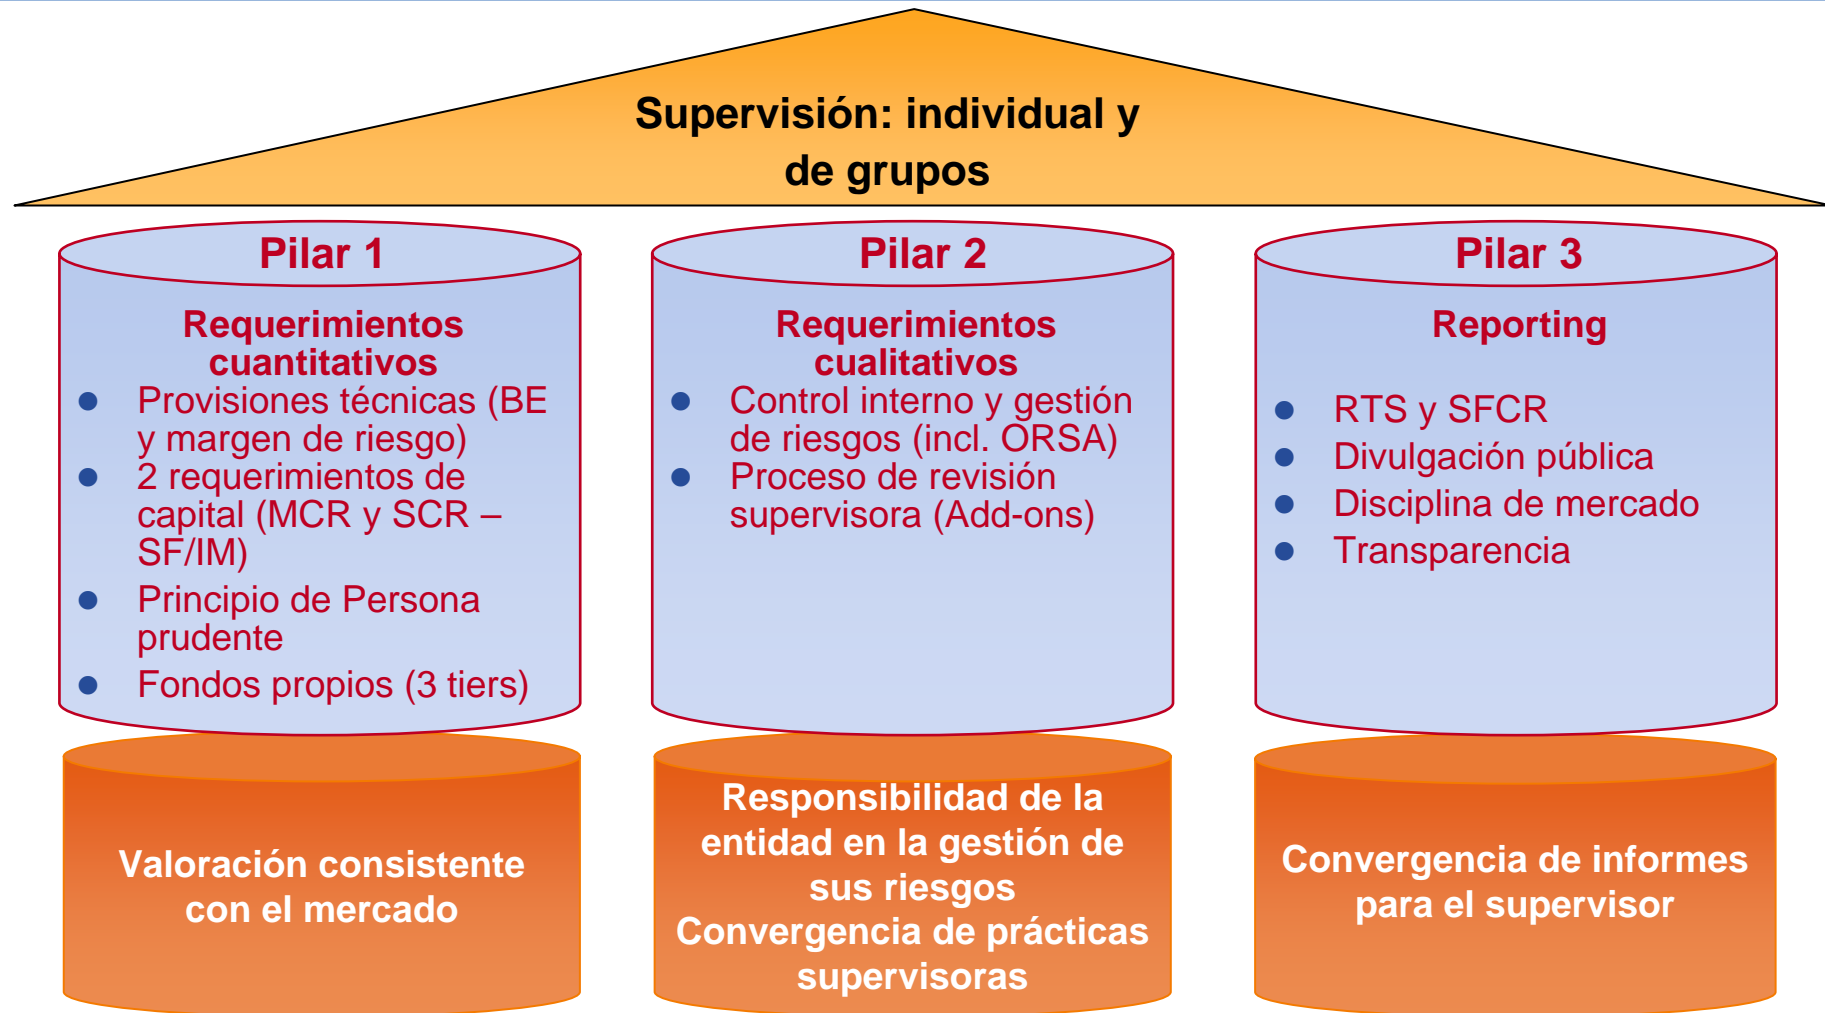 Supervisión: individual y
de grupos
Pilar 1
Requerimientos
cuantitativos
● Provisiones técnicas (BE
y margen de riesgo)
● 2 requerimientos de
capital (MCR y SCR –
SF/IM)
● Principio de Persona
prudente
● Fondos propios (3 tiers)
Valoración consistente
con el mercado
Pilar 2
Requerimientos
cualitativos
● Control interno y gestión
de riesgos (incl. ORSA)
● Proceso de revisión
supervisora (Add-ons)
Responsibilidad de la
entidad en la gestión de
sus riesgos
Convergencia de prácticas
supervisoras
Pilar 3
Reporting
● RTS y SFCR
● Divulgación pública
● Disciplina de mercado
● Transparencia
Convergencia de informes
para el supervisor